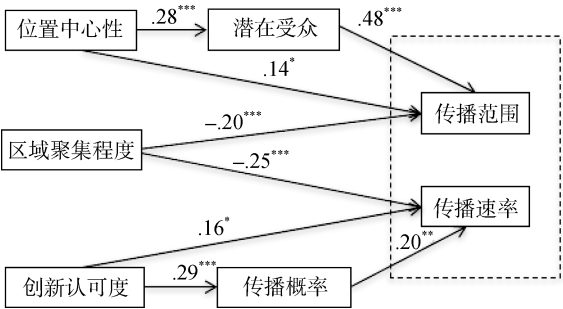 位置中心性
.28***
潜在受众
.48***
.14*
传播范围
-.20***
区域聚集程度
-.25***
传播速率
.16*
.20**
创新认可度
.29***
传播概率